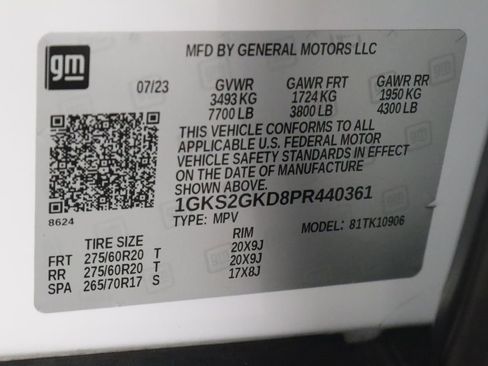 gm
MFD BY GENERAL MOTORS LLC
07/23 GVWR GAWR FRT GAWR RR
3493 KG 1724 KG 1950 KG
7700 LB 3800 LB 4300 LB
THIS VEHICLE CONFORMS TO ALL
APPLICABLE U.S. FEDERAL MOTOR
VEHICLE SAFETY STANDARDS IN EFFECT
ON THE DATE OF MANUFACTURE
SHOWN ABOVE.
1GKS2GKD8PR440361
8624
TYPE: MPV MODEL: 81TK10906
TIRE SIZE RIM
FRT 275/60R20 T 20X9J
RR 275/60R20 T 20X9J
SPA 265/70R17 S 17X8J